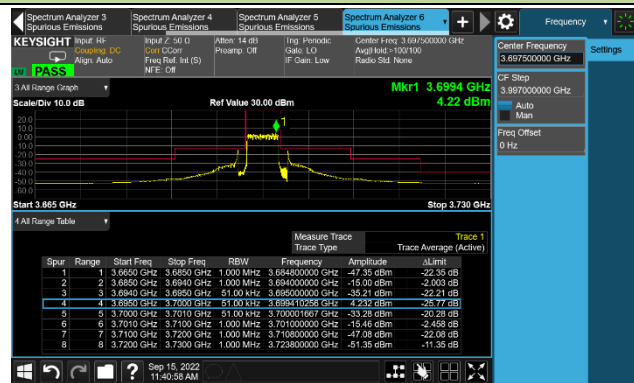 Spectrum Analyzer 3
Spurious Emissions
Spectrum Analyzer 4
Spurious Emissions
Spectrum Analyzer 5
Spurious Emissions
Spectrum Analyzer 6
Spurious Emissions
Frequency
KEYSIGHT
Input: RF
Coupling: DC
Align: Auto
Input Z: 50 Ω
Corr CCorr
Freq Ref: Int (S)
NFE: Off
Atten: 14 dB
Preamp: Off
Trig: Periodic
Gate: LO
IF Gain: Low
Center Freq: 3.697500000 GHz
Avg|Hold:>100/100
Radio Std: None
PASS
Center Frequency
3.697500000 GHz
Settings
CF Step
3.997000000 GHz
Auto
Man
Freq Offset
0 Hz
3 All Range Graph
Mkr1 3.6994 GHz
Scale/Div 10.0 dB
Ref Value 30.00 dBm
4.22 dBm
20.0
10.0
0.00
-10.0
-20.0
-30.0
-40.0
-50.0
-60.0
1
Start 3.665 GHz
Stop 3.730 GHz
4 All Range Table
Measure Trace
Trace 1
Trace Type
Trace Average (Active)
Spur Range Start Freq Stop Freq RBW Frequency Amplitude ΔLimit
1 1 3.6650 GHz 3.6850 GHz 1.000 MHz 3.684800000 GHz -47.35 dBm -22.35 dB
2 2 3.6850 GHz 3.6940 GHz 1.000 MHz 3.694000000 GHz -15.00 dBm -2.003 dB
3 3 3.6940 GHz 3.6950 GHz 51.00 kHz 3.695000000 GHz -35.21 dBm -22.21 dB
4 4 3.6950 GHz 3.7000 GHz 51.00 kHz 3.699410256 GHz 4.232 dBm -25.77 dB
5 5 3.7000 GHz 3.7010 GHz 51.00 kHz 3.700001667 GHz -33.28 dBm -20.28 dB
6 6 3.7010 GHz 3.7100 GHz 1.000 MHz 3.701000000 GHz -15.46 dBm -2.458 dB
7 7 3.7100 GHz 3.7200 GHz 1.000 MHz 3.710800000 GHz -47.08 dBm -22.08 dB
8 8 3.7200 GHz 3.7300 GHz 1.000 MHz 3.723800000 GHz -51.35 dBm -11.35 dB
?
Sep 15, 2022
11:40:56 AM